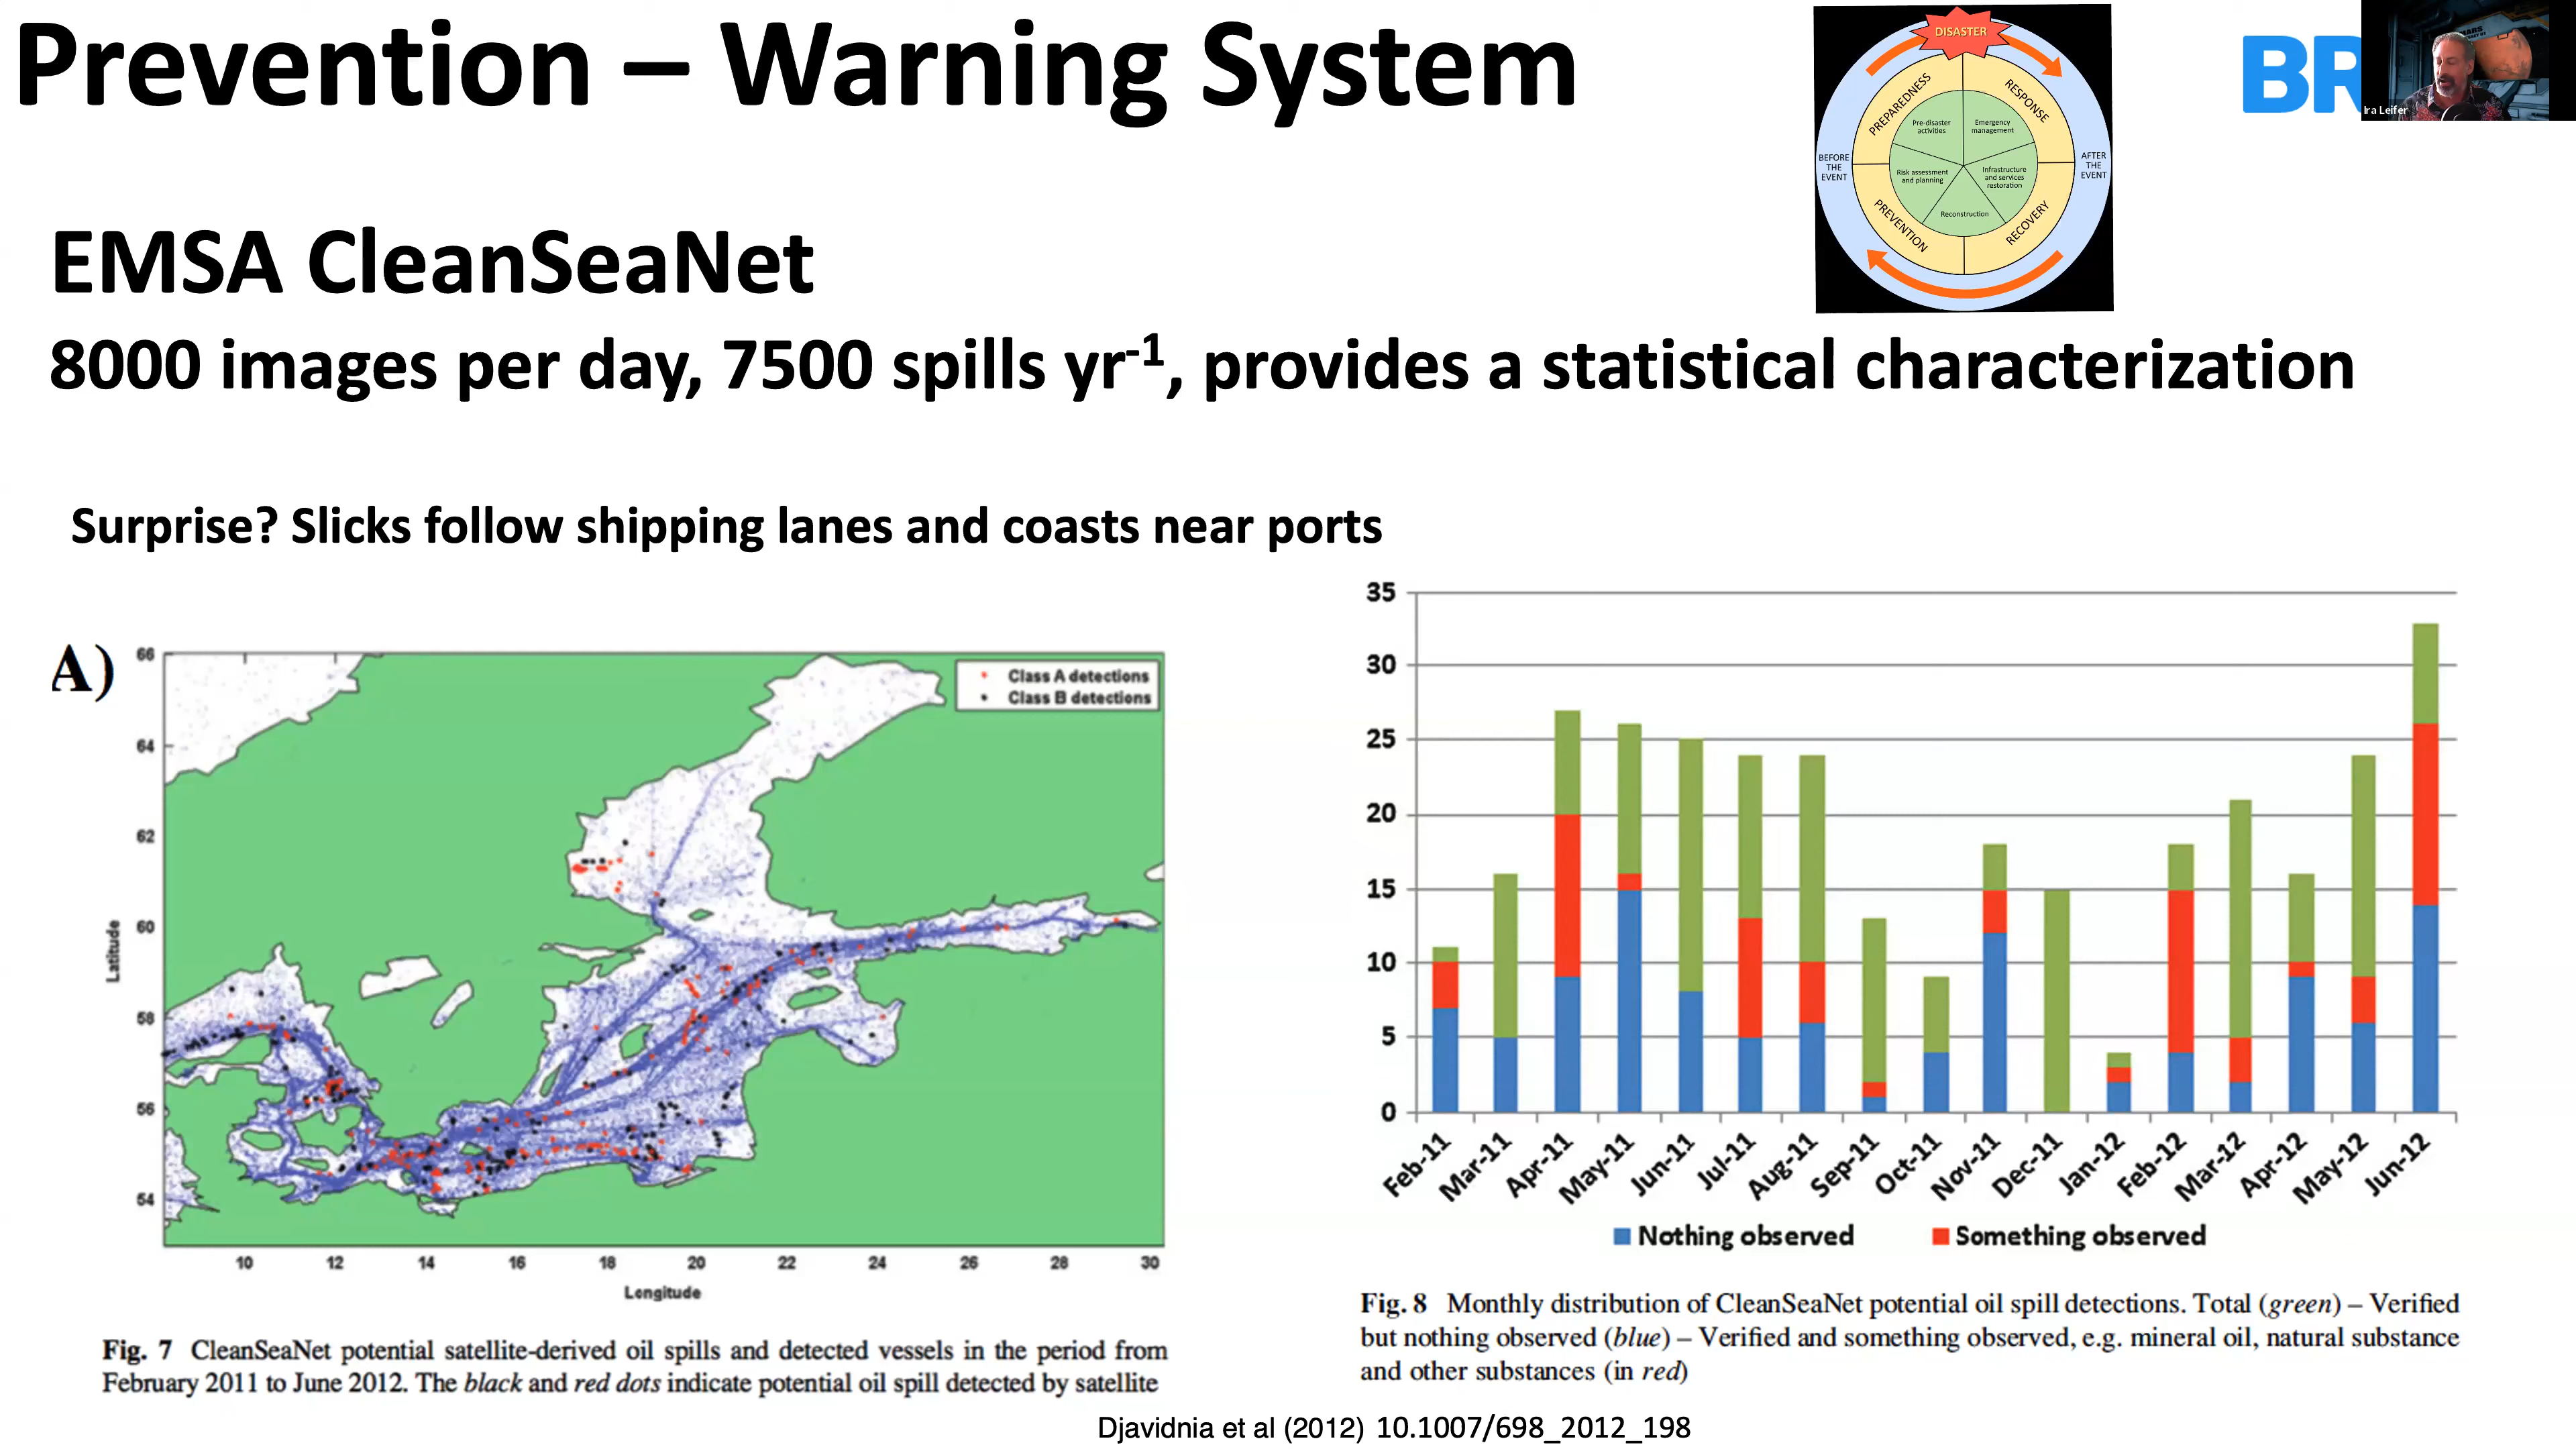 Prevention – Warning System
DISASTER
PREPAREDNESS
RESPONSE
Pre-disaster
activities
Emergency
management
BEFORE
THE
EVENT
AFTER
THE
EVENT
Risk assessment
and planning
Infrastructure
and services
restoration
Reconstruction
PREVENTION
RECOVERY
BR
Ira Leifer
EMSA CleanSeaNet
8000 images per day, 7500 spills yr-1, provides a statistical characterization
Surprise? Slicks follow shipping lanes and coasts near ports
A)
Class A detections
Class B detections
66
64
62
60
58
56
54
Latitude
10 12 14 16 18 20 22 24 26 28 30
Longitude
Fig. 7 CleanSeaNet potential satellite-derived oil spills and detected vessels in the period from
February 2011 to June 2012. The black and red dots indicate potential oil spill detected by satellite
35
30
25
20
15
10
5
0
Feb-11 Mar-11 Apr-11 May-11 Jun-11 Jul-11 Aug-11 Sep-11 Oct-11 Nov-11 Dec-11 Jan-12 Feb-12 Mar-12 Apr-12 May-12 Jun-12
Nothing observed Something observed
Fig. 8 Monthly distribution of CleanSeaNet potential oil spill detections. Total (green) – Verified
but nothing observed (blue) – Verified and something observed, e.g. mineral oil, natural substance
and other substances (in red)
Djavidnia et al (2012) 10.1007/698_2012_198